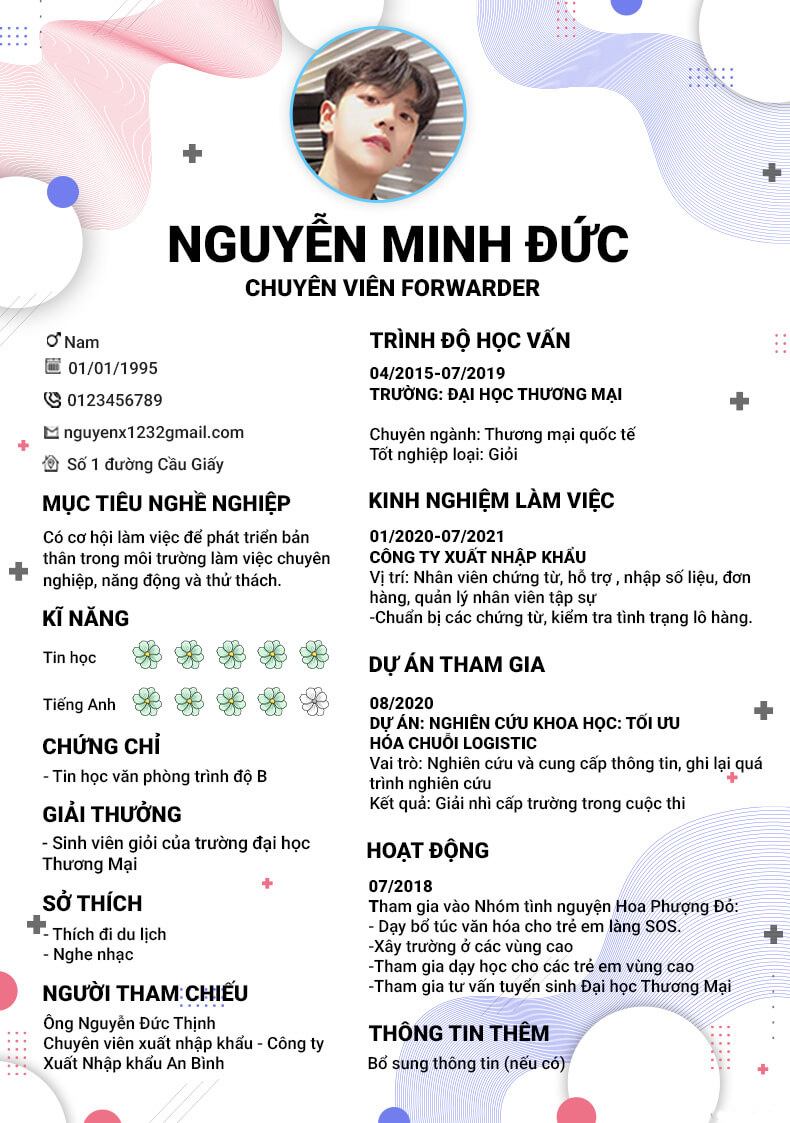 NGUYỄN MINH ĐỨC
CHUYÊN VIÊN FORWARDER
Nam
01/01/1995
0123456789
nguyenx1232gmail.com
Số 1 đường Cầu Giấy
MỤC TIÊU NGHỀ NGHIỆP
Có cơ hội làm việc để phát triển bản
thân trong môi trường làm việc chuyên
nghiệp, năng động và thử thách.
KĨ NĂNG
Tin học
Tiếng Anh
CHỨNG CHỈ
- Tin học văn phòng trình độ B
GIẢI THƯỞNG
- Sinh viên giỏi của trường đại học
Thương Mại
SỞ THÍCH
- Thích đi du lịch
- Nghe nhạc
NGƯỜI THAM CHIẾU
Ông Nguyễn Đức Thịnh
Chuyên viên xuất nhập khẩu - Công ty
Xuất Nhập khẩu An Bình
TRÌNH ĐỘ HỌC VẤN
04/2015-07/2019
TRƯỜNG: ĐẠI HỌC THƯƠNG MẠI
Chuyên ngành: Thương mại quốc tế
Tốt nghiệp loại: Giỏi
KINH NGHIỆM LÀM VIỆC
01/2020-07/2021
CÔNG TY XUẤT NHẬP KHẨU
Vị trí: Nhân viên chứng từ, hỗ trợ , nhập số liệu, đơn
hàng, quản lý nhân viên tập sự
-Chuẩn bị các chứng từ, kiểm tra tình trạng lô hàng.
DỰ ÁN THAM GIA
08/2020
DỰ ÁN: NGHIÊN CỨU KHOA HỌC: TỐI ƯU
HÓA CHUỖI LOGISTIC
Vai trò: Nghiên cứu và cung cấp thông tin, ghi lại quá
trình nghiên cứu
Kết quả: Giải nhì cấp trường trong cuộc thi
HOẠT ĐỘNG
07/2018
Tham gia vào Nhóm tình nguyện Hoa Phượng Đỏ:
- Dạy bổ túc văn hóa cho trẻ em làng SOS.
-Xây trường ở các vùng cao
-Tham gia dạy học cho các trẻ em vùng cao
-Tham gia tư vấn tuyển sinh Đại học Thương Mại
THÔNG TIN THÊM
Bổ sung thông tin (nếu có)